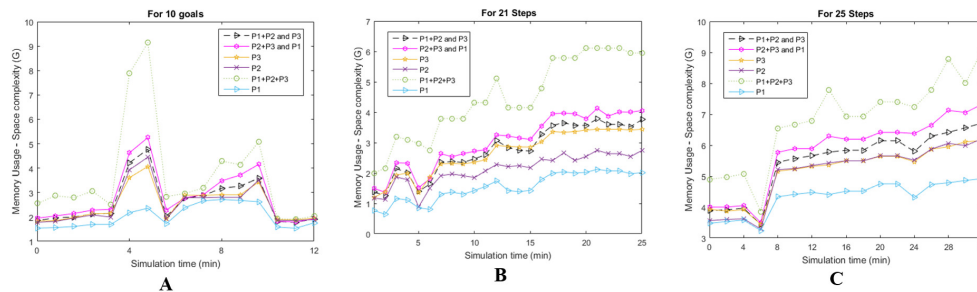 For 10 goals
Memory Usage - Space complexity (G)
10
9
8
7
6
5
4
3
2
1
P1+P2 and P3
P2+P3 and P1
P3
P2
P1+P2+P3
P1
0
4
8
12
Simulation time (min)
A
For 21 Steps
Memory Usage - Space complexity (G)
7
6
5
4
3
2
1
0
P1+P2 and P3
P2+P3 and P1
P3
P2
P1+P2+P3
P1
5
10
15
20
25
Simulation time (min)
B
For 25 Steps
Memory Usage - Space complexity (G)
10
9
8
7
6
5
4
3
P1+P2 and P3
P2+P3 and P1
P3
P2
P1+P2+P3
P1
0
4
8
12
16
20
24
28
Simulation time (min)
C